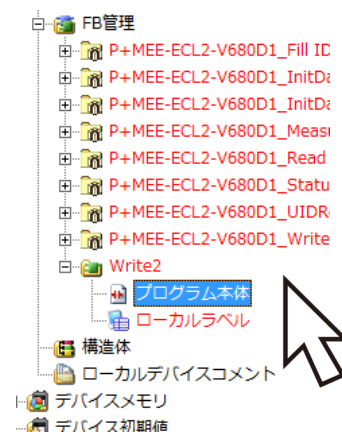 FB管理
P+MEE-ECL2-V680D1_Fill ID
P+MEE-ECL2-V680D1_InitDa
P+MEE-ECL2-V680D1_InitDa
P+MEE-ECL2-V680D1_Measu
P+MEE-ECL2-V680D1_Read
P+MEE-ECL2-V680D1_Statu
P+MEE-ECL2-V680D1_UIDRe
P+MEE-ECL2-V680D1_Write
Write2
プログラム本体
ローカルラベル
構造体
ローカルデバイスコメント
デバイスメモリ
デバイス初期値